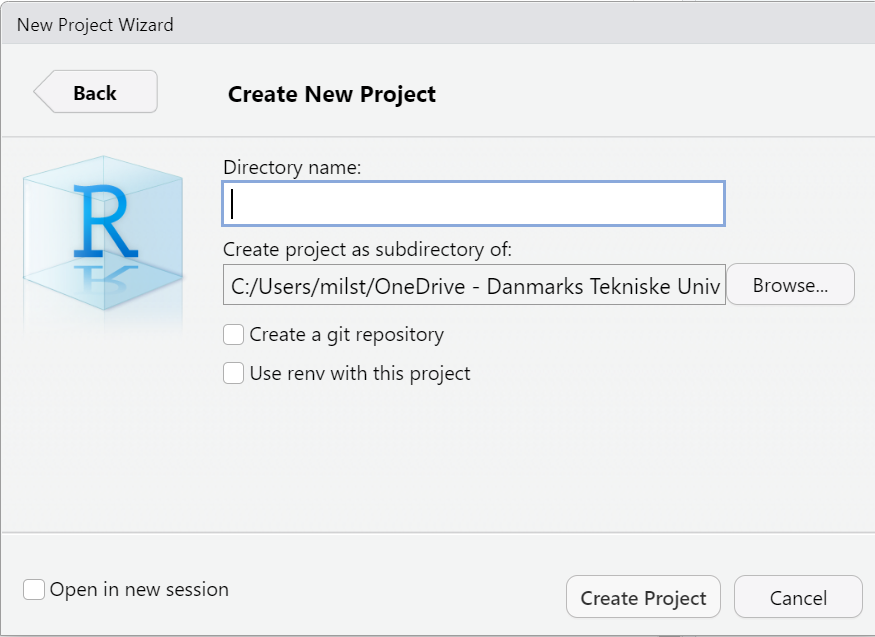 New Project Wizard
Back
Create New Project
R
Directory name:
Create project as subdirectory of:
C:/Users/milst/OneDrive - Danmarks Tekniske Univ
Browse...
Create a git repository
Use renv with this project
Open in new session
Create Project
Cancel